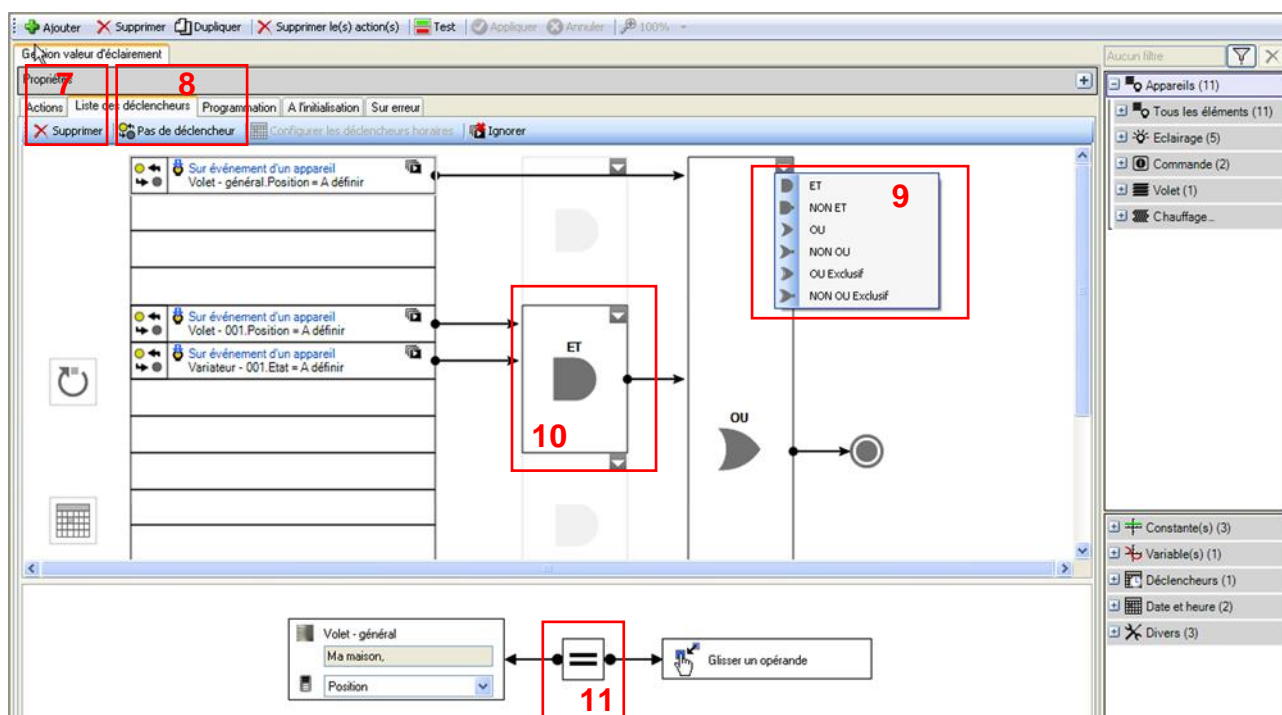 Ajouter Supprimer Dupliquer Supprimer le(s) action(s) Test Appliquer Annuler 100%
Gestion valeur d'éclairement
Aucun filtre
Propriétés
7 8
Actions Liste des déclencheurs Programmation A l'initialisation Sur erreur
Supprimer Pas de déclencheur Configurer les déclencheurs horaires Ignorer
Sur événement d'un appareil
Volet - général.Position = A définir
ET
NON ET
OU
NON OU
OU Exclusif
NON OU Exclusif
9
Sur événement d'un appareil
Volet - 001.Position = A définir
Sur événement d'un appareil
Variateur - 001.Etat = A définir
ET
10
OU
Appareils (11)
Tous les éléments (11)
Eclairage (5)
Commande (2)
Volet (1)
Chauffage...
Constante(s) (3)
Variable(s) (1)
Déclencheurs (1)
Date et heure (2)
Divers (3)
Volet - général
Ma maison,
Position
=
11
Glisser un opérande